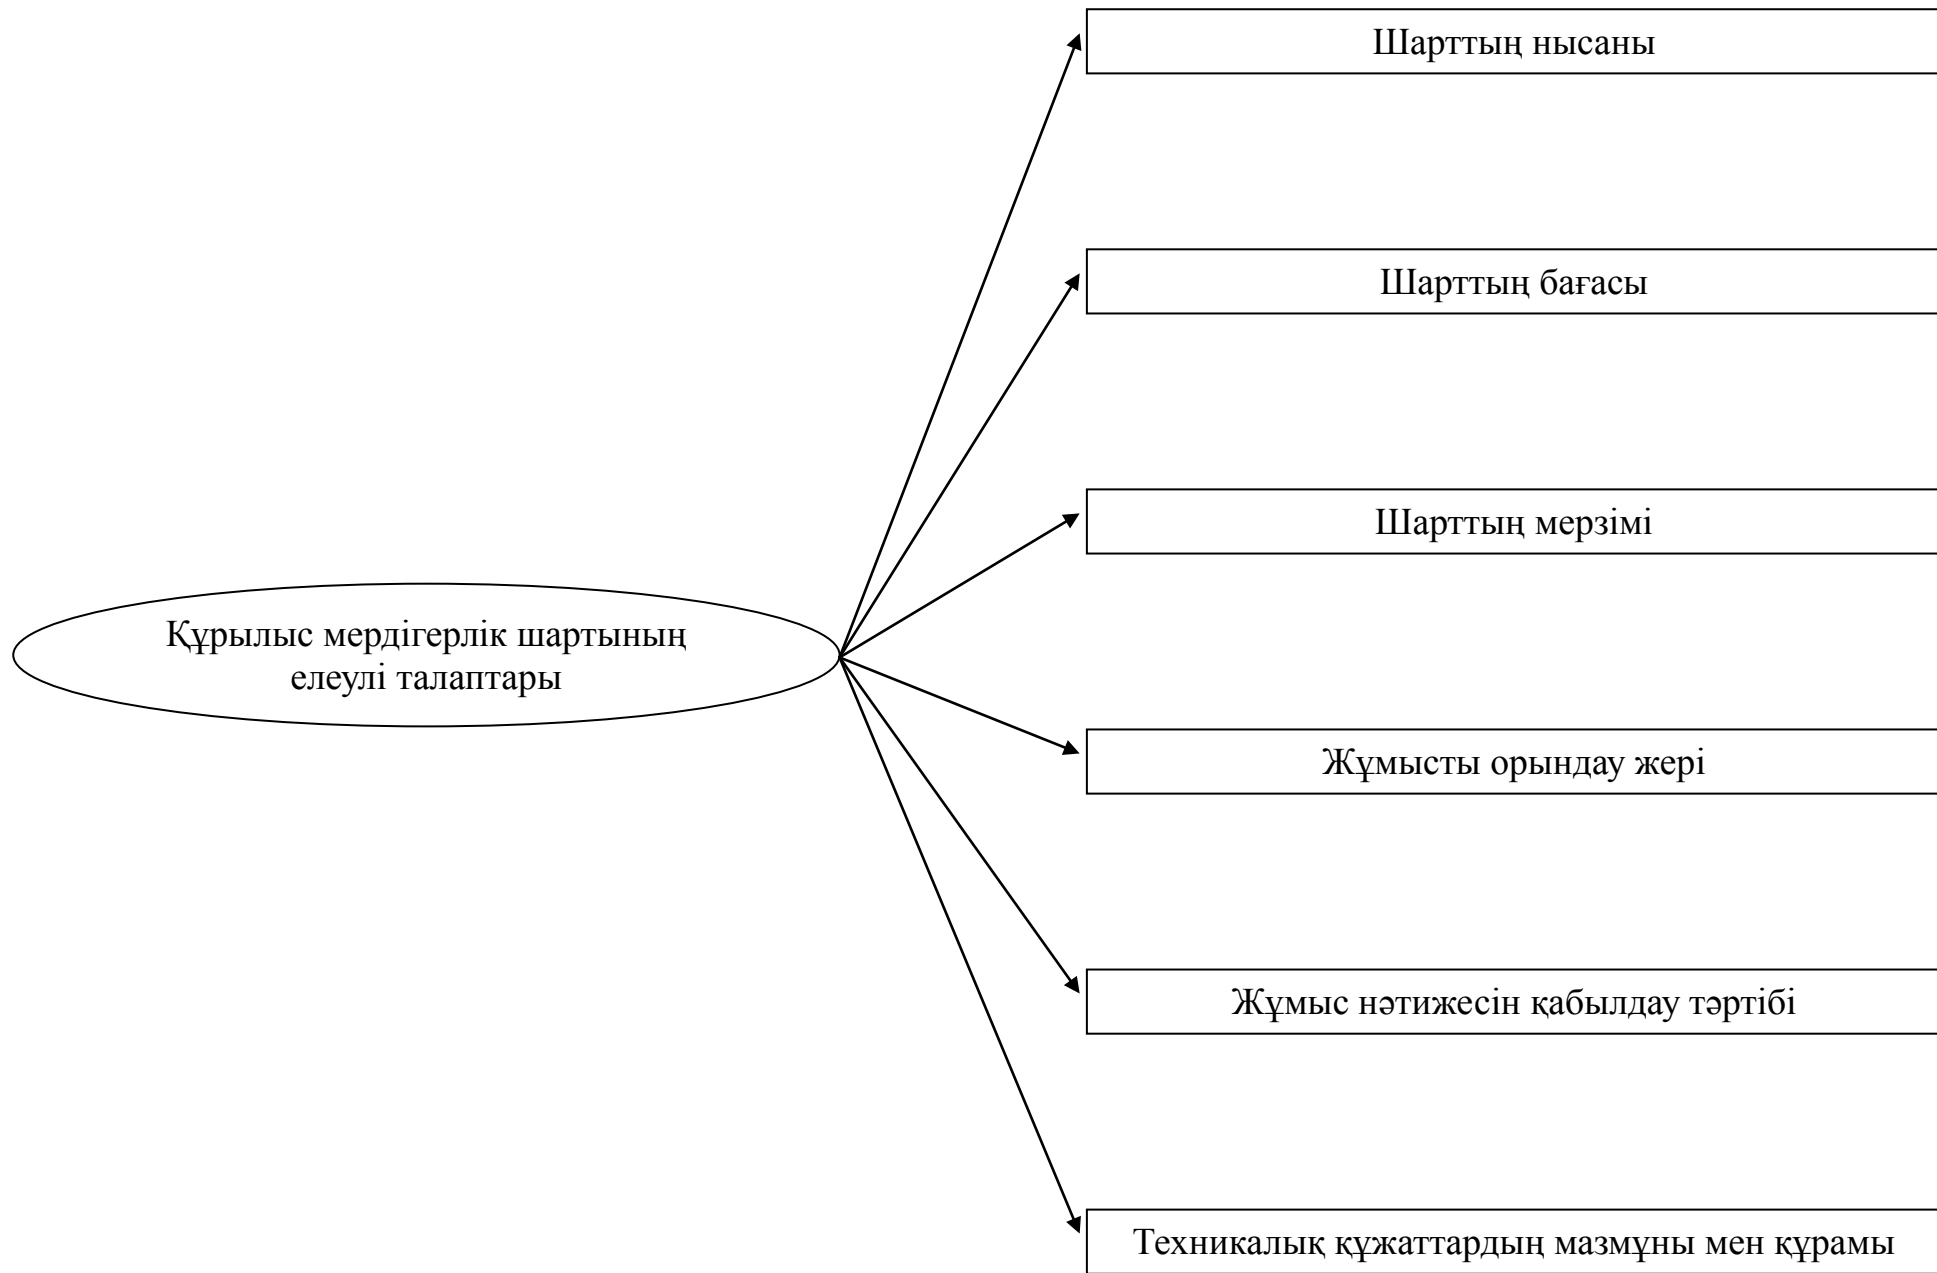 Шарттың нысаны
Шарттың бағасы
Шарттың мерзімі
Құрылыс мердігерлік шартының
елеулі талаптары
Жұмысты орындау жері
Жұмыс нәтижесін қабылдау тәртібі
Техникалық құжаттардың мазмұны мен құрамы